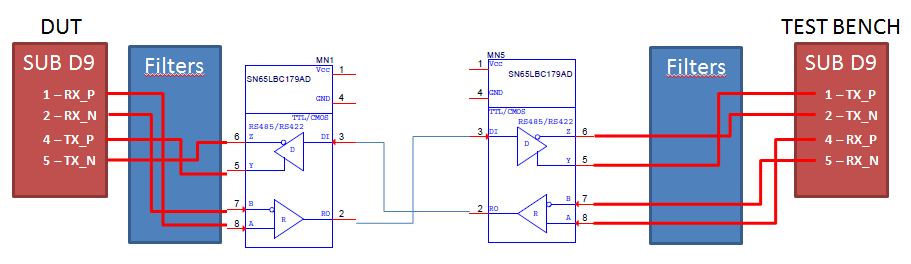 DUT
TEST BENCH
SUB D9
1 – RX_P
2 – RX_N
4 – TX_P
5 – TX_N
Filters
MN1
SN65LBC179AD
Vcc 1
GND 4
TTL/CMOS
RS485/RS422
6 Z
DI 3
D
5 Y
7 B
RO 2
R
8 A
MN5
1 Vcc
SN65LBC179AD
4 GND
TTL/CMOS
RS485/RS422
3 DI
Z 6
D
Y 5
B 7
2 RO
R
A 8
Filters
SUB D9
1 – TX_P
2 – TX_N
4 – RX_P
5 – RX_N